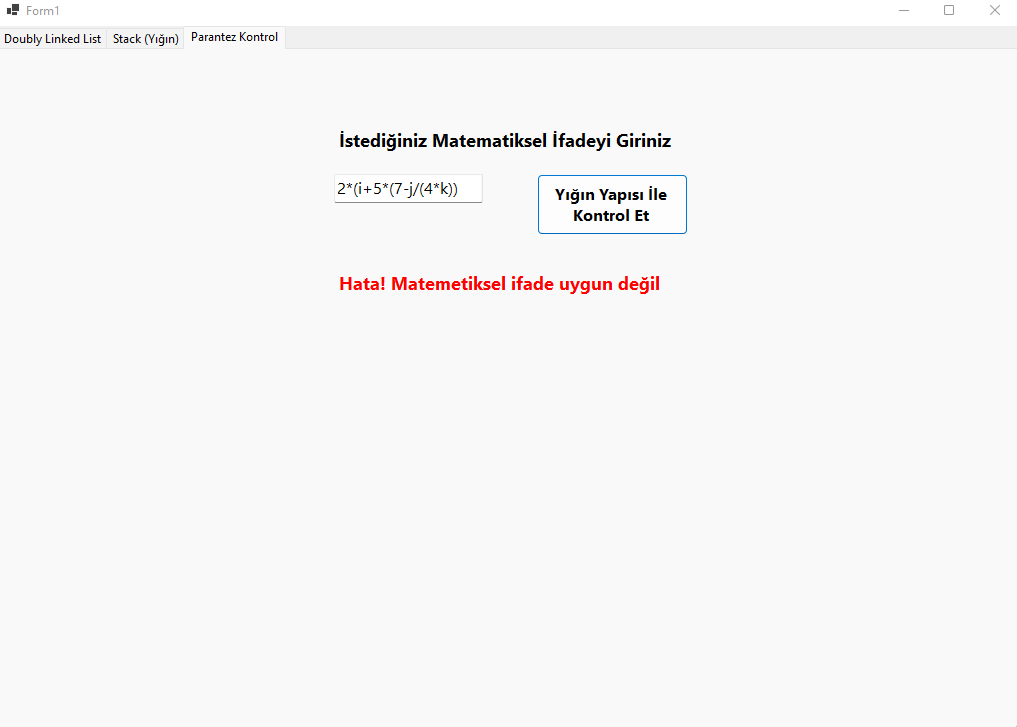 Form1
Doubly Linked List Stack (Yığın) Parantez Kontrol
İstediğiniz Matematiksel İfadeyi Giriniz
2*(i+5*(7-j/(4*k))
Yığın Yapısı İle
Kontrol Et
Hata! Matemetiksel ifade uygun değil